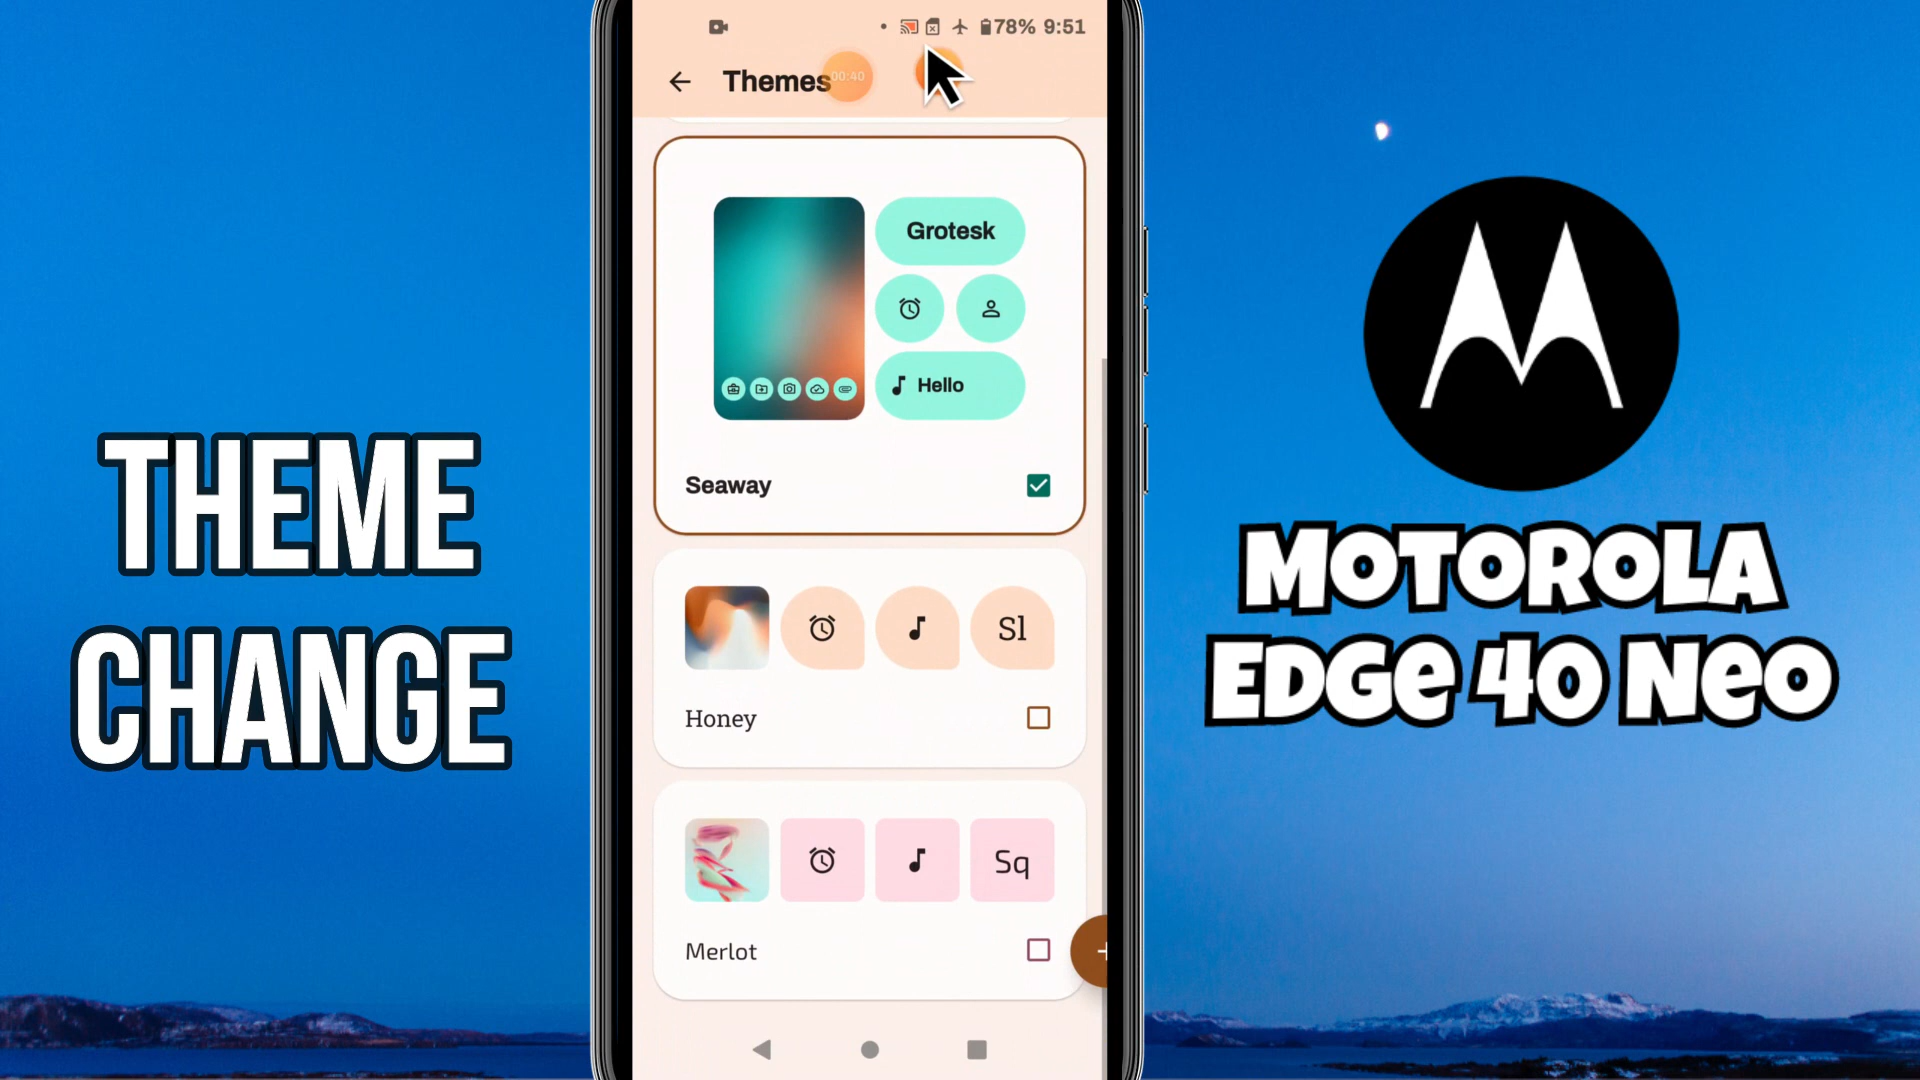 THEME
CHANGE
78% 9:51
Themes
00:40
Grotesk
Hello
Seaway
Sl
Honey
Sq
Merlot
MOTOROLA
EDGE 40 NEO